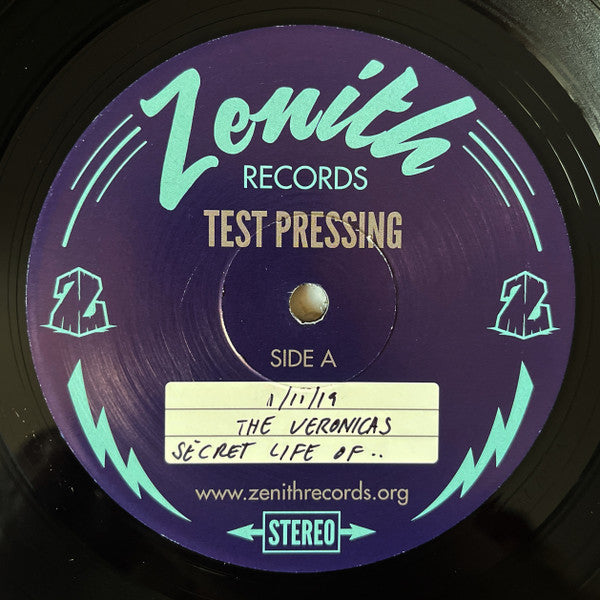 Zenith
RECORDS
TEST PRESSING
Z Z
SIDE A
1/11/19
THE VERONICAS
SECRET LIFE OF..
www.zenithrecords.org
STEREO